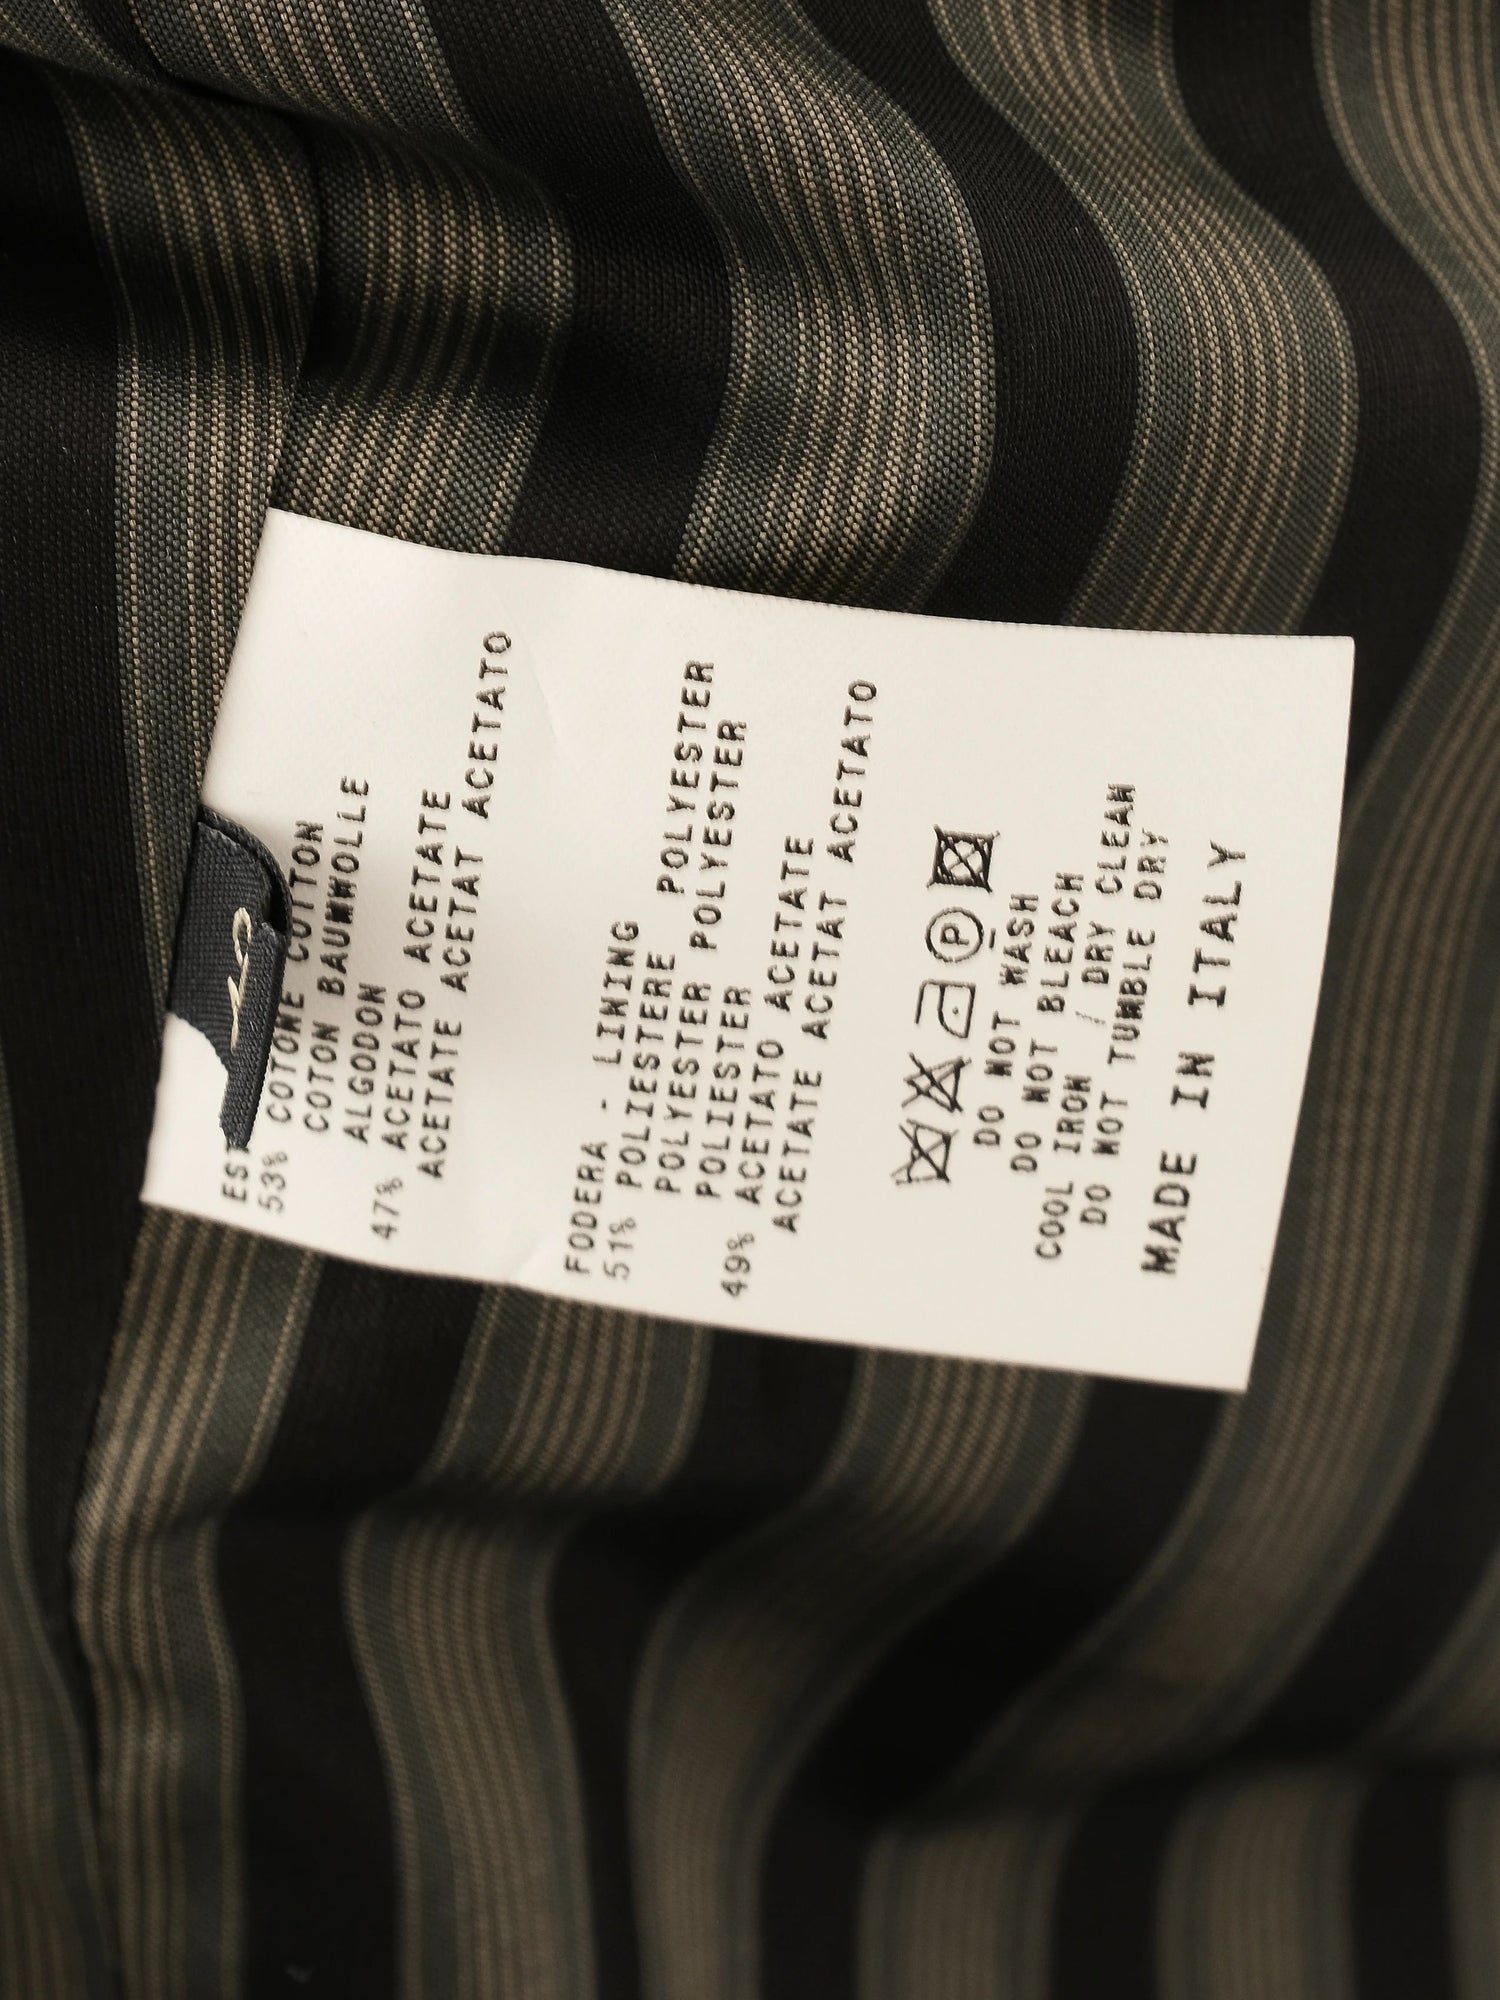 53% COTONE COTTON
COTON BAUMWOLLE
ALGODON
47% ACETATO ACETATE
ACETATE ACETAT ACETATO
FODERA - LINING
51% POLIESTERE POLYESTER
POLYESTER POLYESTER
POLIESTER
49% ACETATO ACETATE
ACETATE ACETAT ACETATO
P
DO NOT WASH
DO NOT BLEACH
COOL IRON / DRY CLEAN
DO NOT TUMBLE DRY
MADE IN ITALY